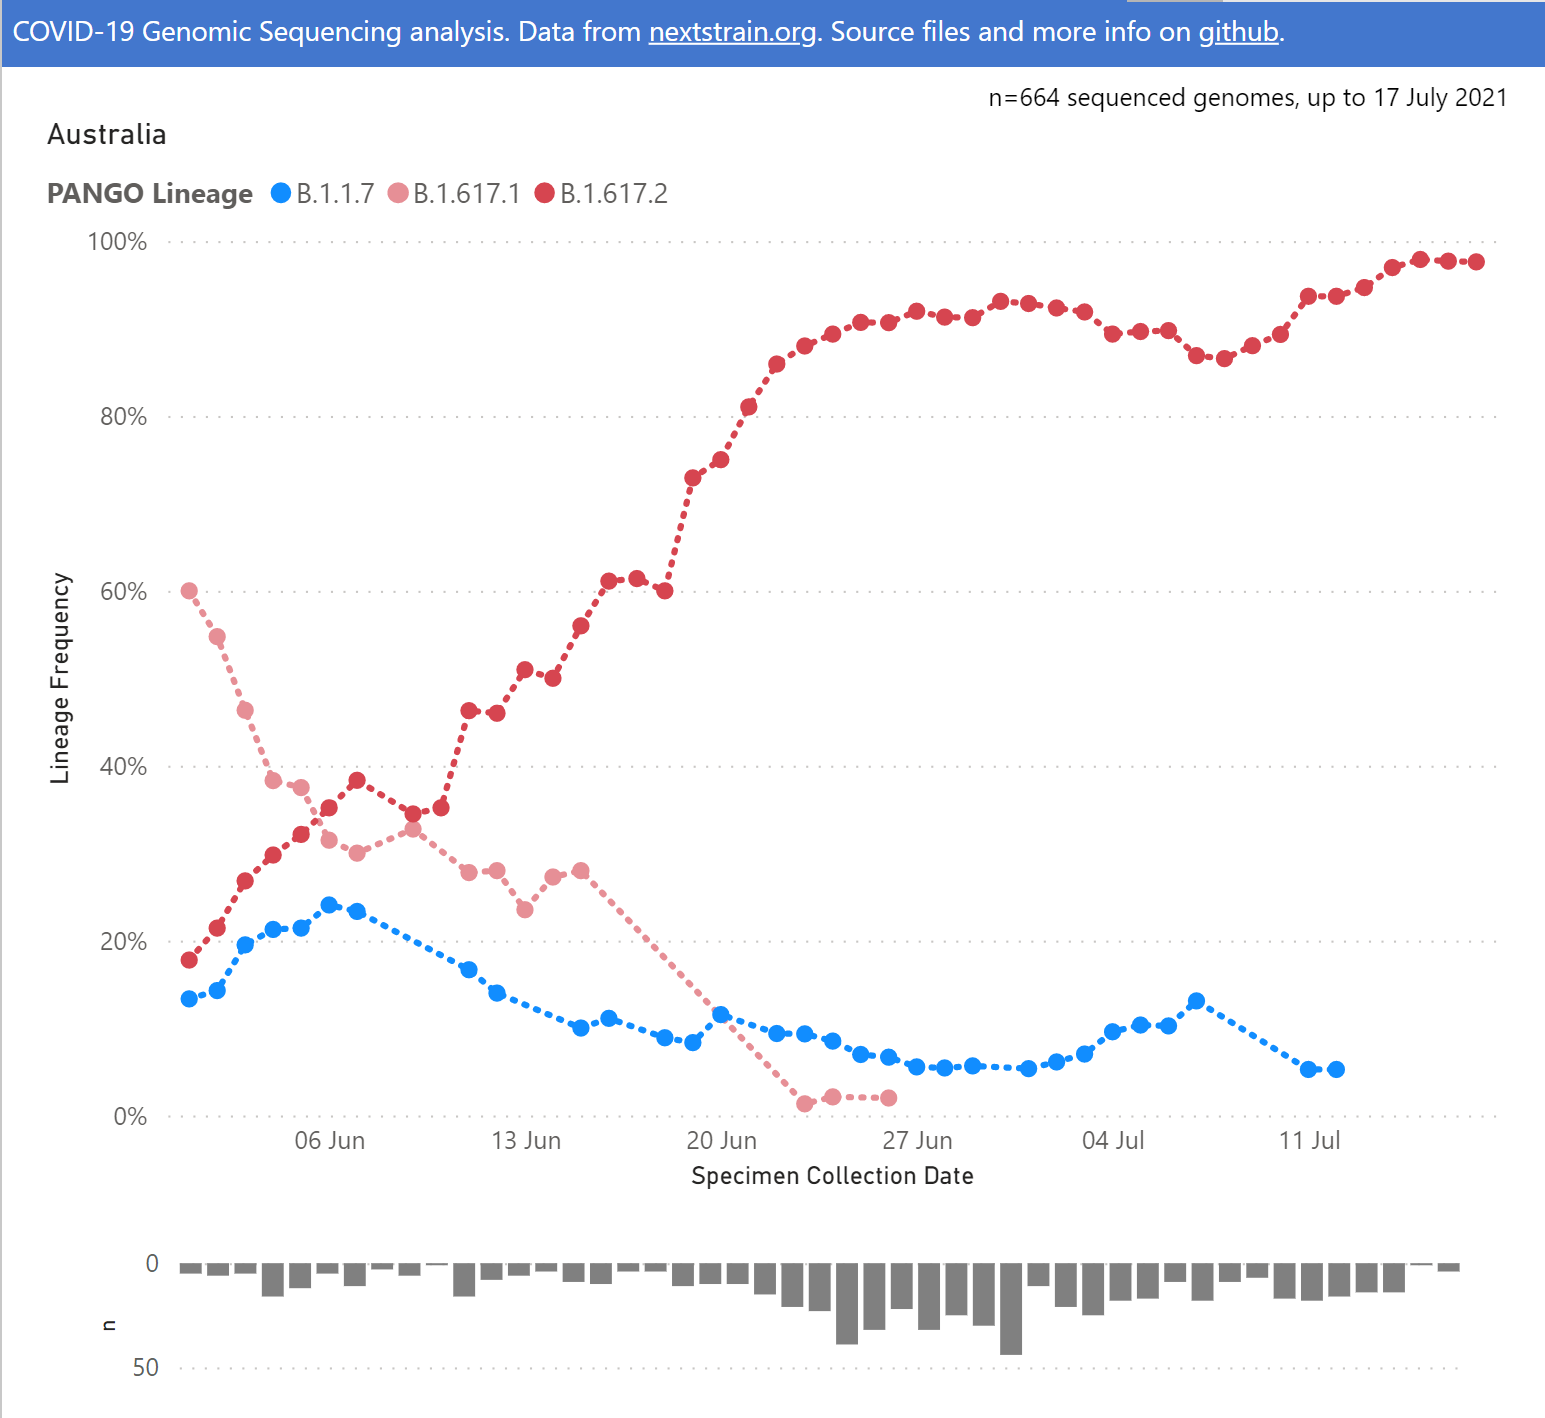 COVID-19 Genomic Sequencing analysis. Data from nextstrain.org. Source files and more info on github.
n=664 sequenced genomes, up to 17 July 2021
Australia
PANGO Lineage B.1.1.7 B.1.617.1 B.1.617.2
100%
80%
60%
40%
20%
0%
Lineage Frequency
06 Jun 13 Jun 20 Jun 27 Jun 04 Jul 11 Jul
Specimen Collection Date
0
n
50